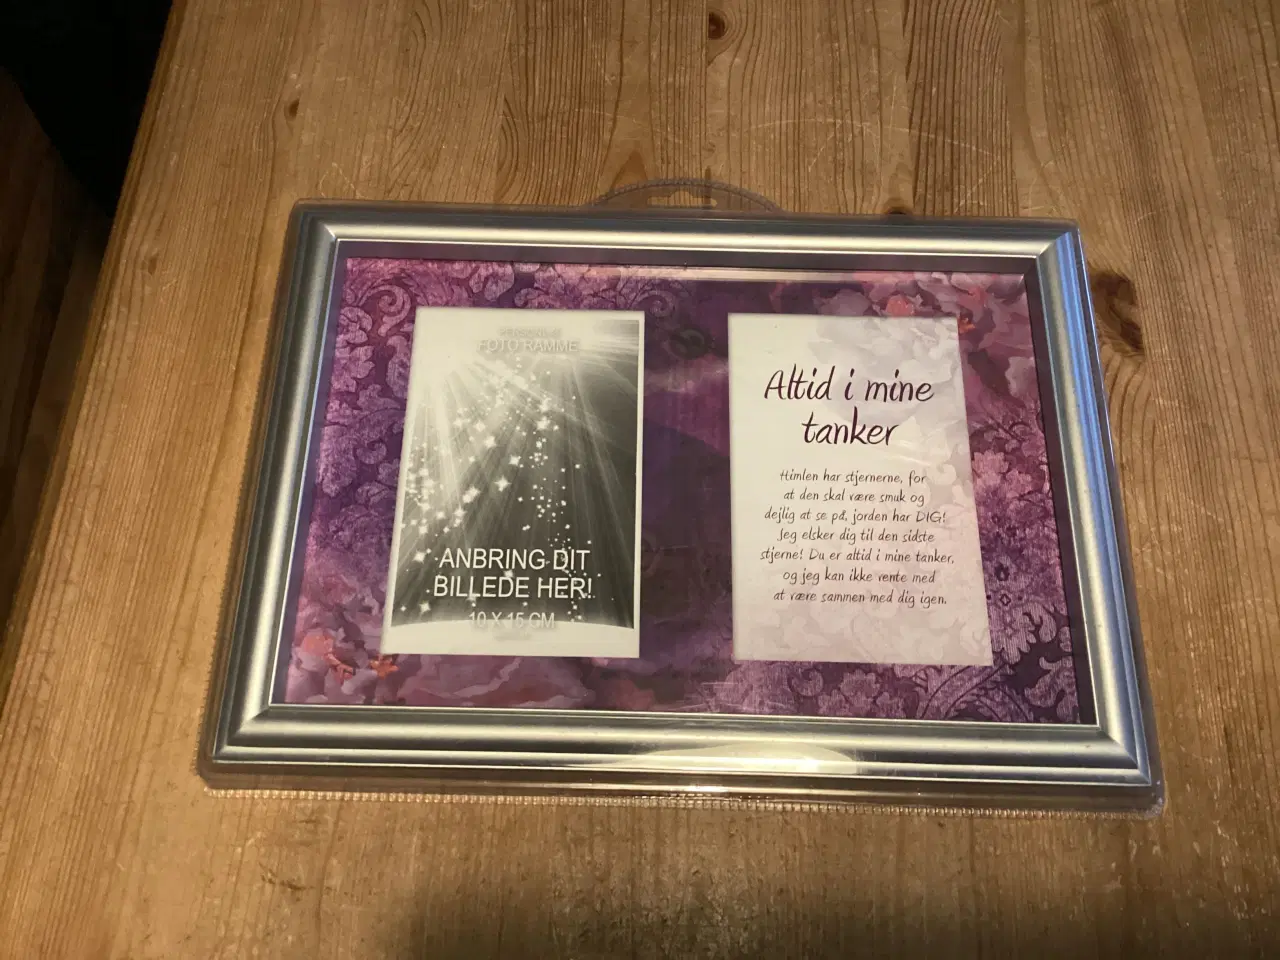 PERSONLIG
FOTO RAMME
ANBRING DIT
BILLEDE HER!
10 X 15 CM
Altid i mine
tanker
Himlen har stjernerne, for
at den skal være smuk og
dejlig at se på, jorden har DIG!
Jeg elsker dig til den sidste
stjerne! Du er altid i mine tanker,
og jeg kan ikke vente med
at være sammen med dig igen.